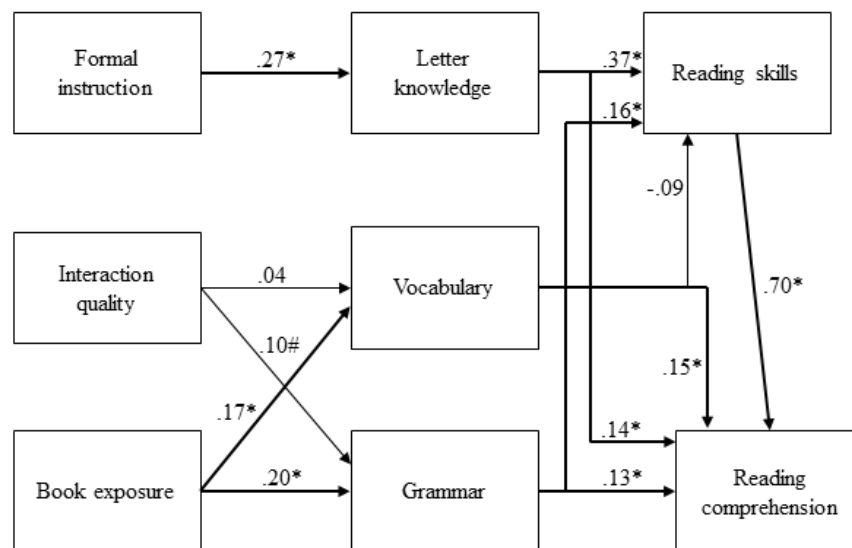 Formal
instruction
.27*
Letter
knowledge
.37*
Reading skills
.16*
-.09
Interaction
quality
.04
Vocabulary
.70*
.10#
.15*
.17*
Book exposure
.20*
Grammar
.14*
.13*
Reading
comprehension